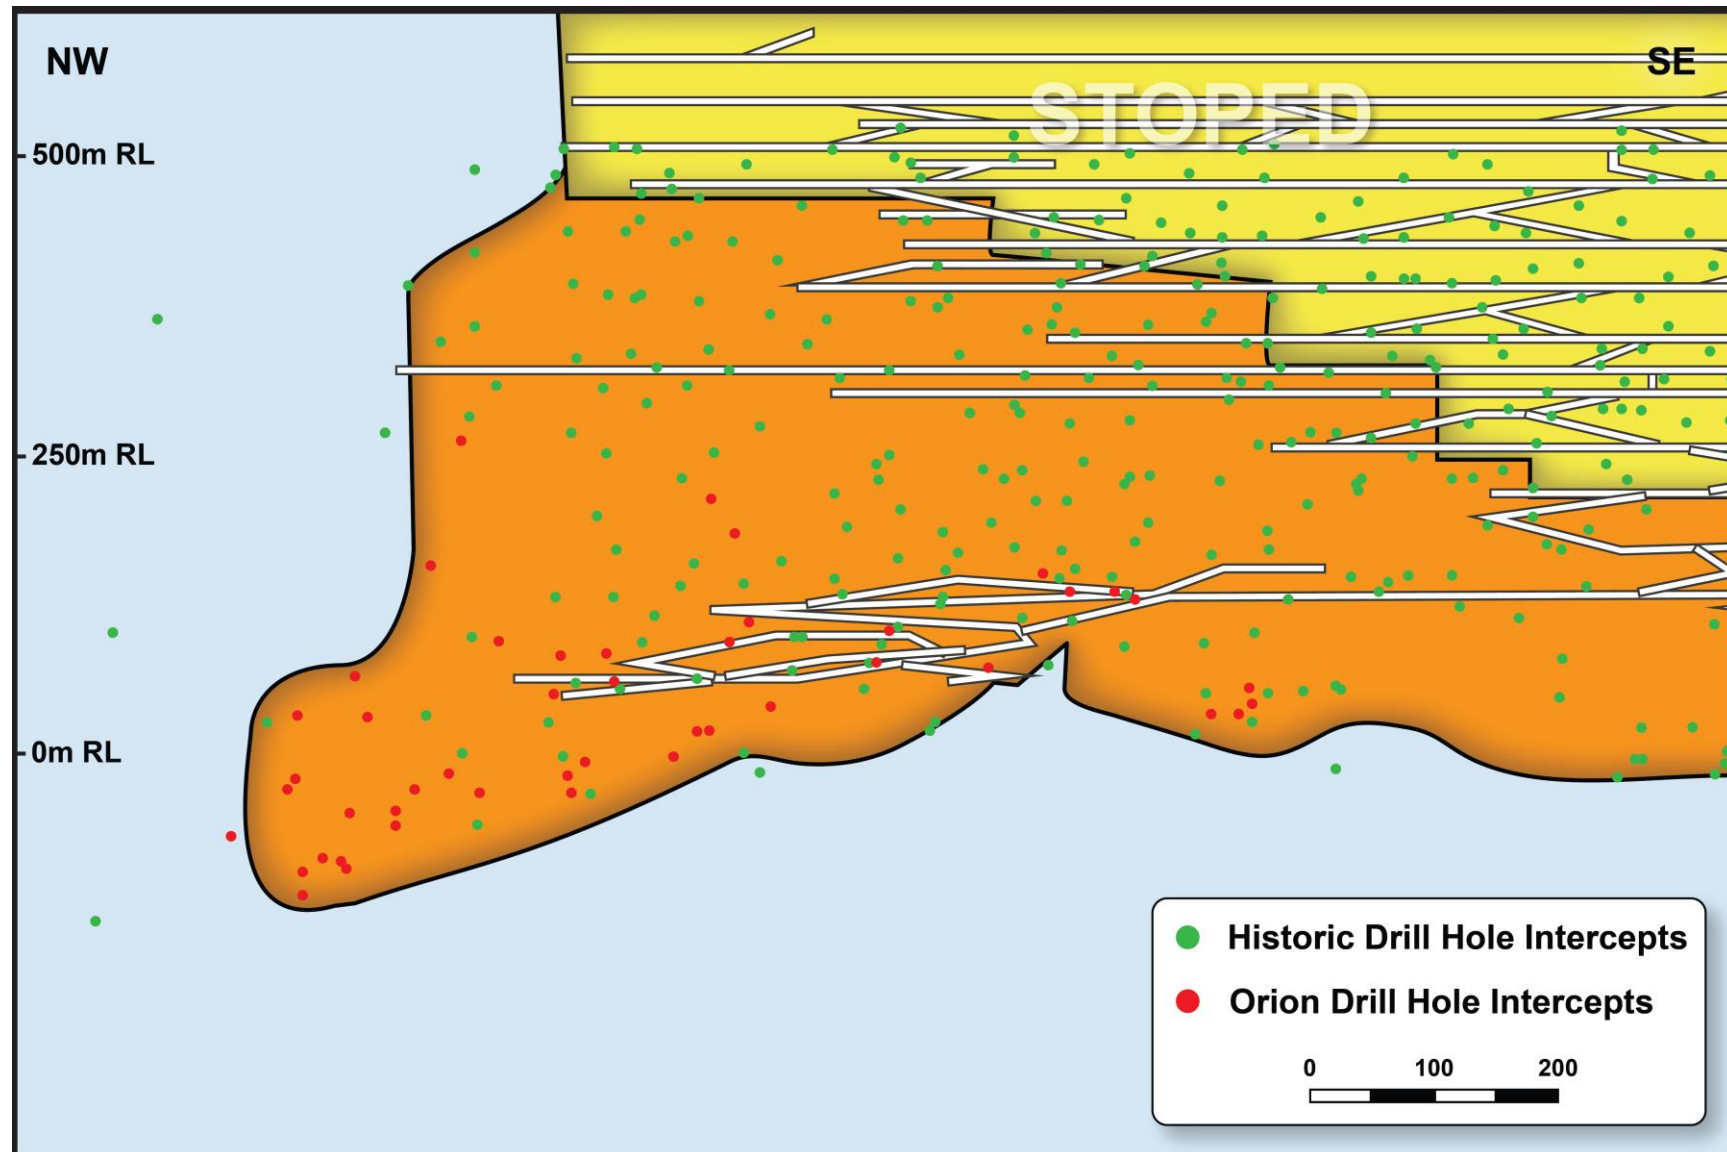 NW
SE
STOPED
500m RL
250m RL
0m RL
Historic Drill Hole Intercepts
Orion Drill Hole Intercepts
0 100 200